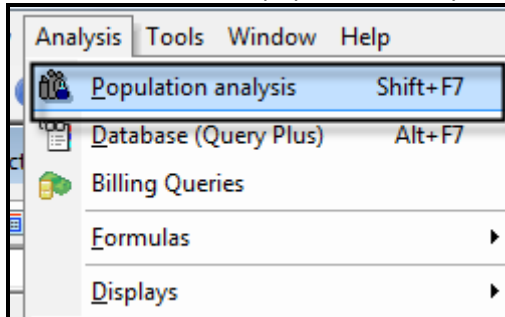 Analysis Tools Window Help
Population analysis Shift+F7
Database (Query Plus) Alt+F7
Billing Queries
Formulas
Displays